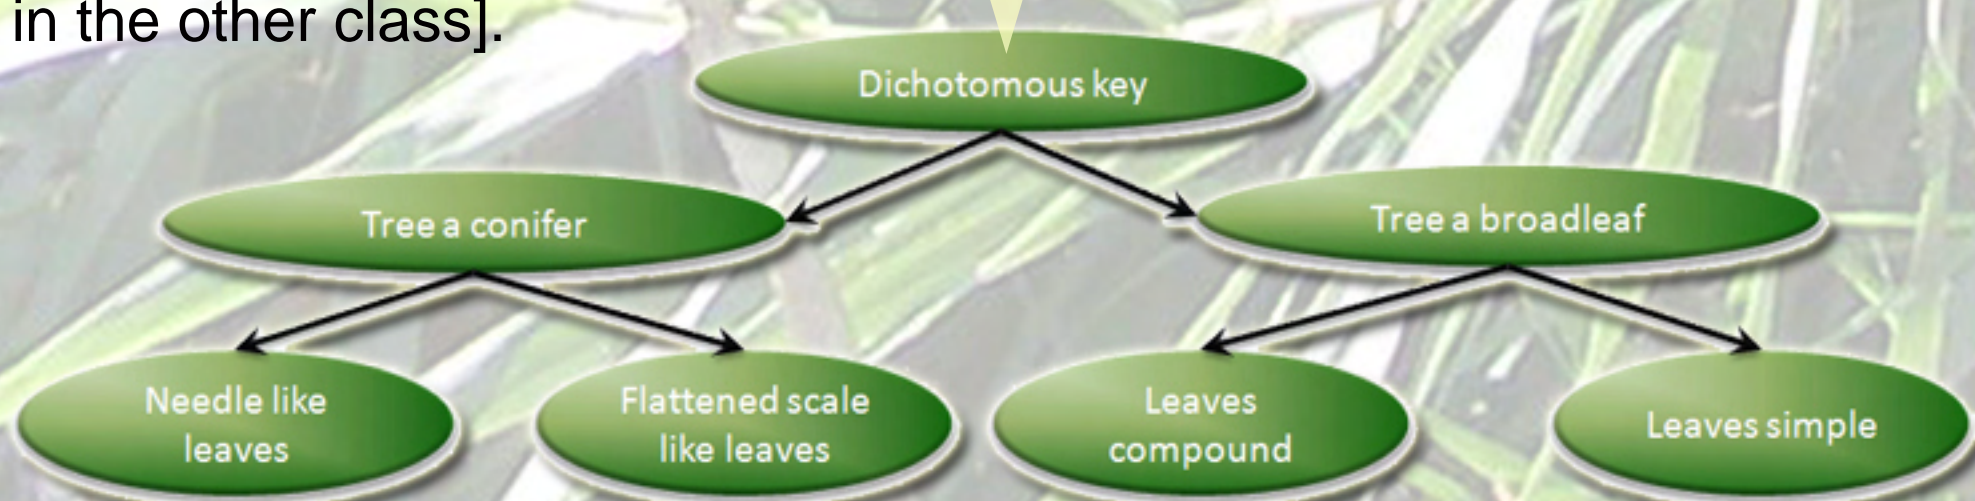 in the other class].
Dichotomous key
Tree a conifer
Tree a broadleaf
Needle like
leaves
Flattened scale
like leaves
Leaves
compound
Leaves simple